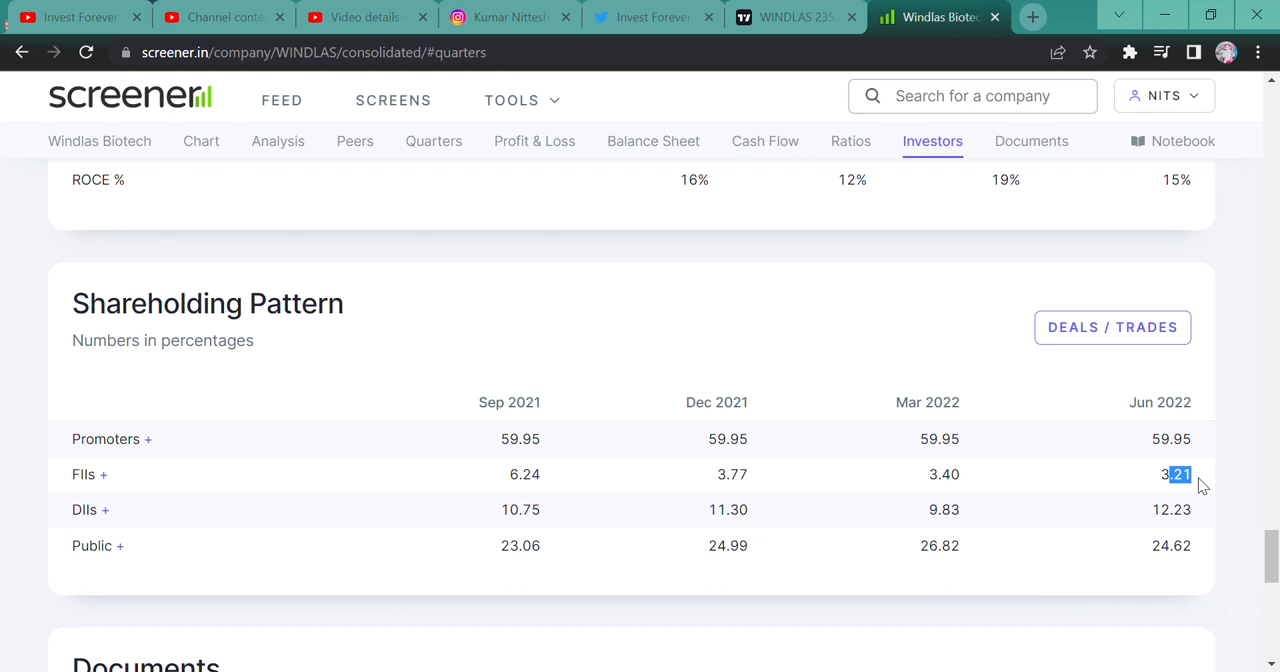 Invest Forever
Channel conte
Video details -
Kumar Nittesh
Invest Forever
WINDLAS 235.
Windlas Biotec
screener.in/company/WINDLAS/consolidated/#quarters
screener
FEED
SCREENS
TOOLS
Search for a company
NITS
Windlas Biotech
Chart
Analysis
Peers
Quarters
Profit & Loss
Balance Sheet
Cash Flow
Ratios
Investors
Documents
Notebook
ROCE % 16% 12% 19% 15%
Shareholding Pattern
Numbers in percentages
DEALS / TRADES
Sep 2021 Dec 2021 Mar 2022 Jun 2022
Promoters + 59.95 59.95 59.95 59.95
FIIs + 6.24 3.77 3.40 3.21
DIIs + 10.75 11.30 9.83 12.23
Public + 23.06 24.99 26.82 24.62
Documents